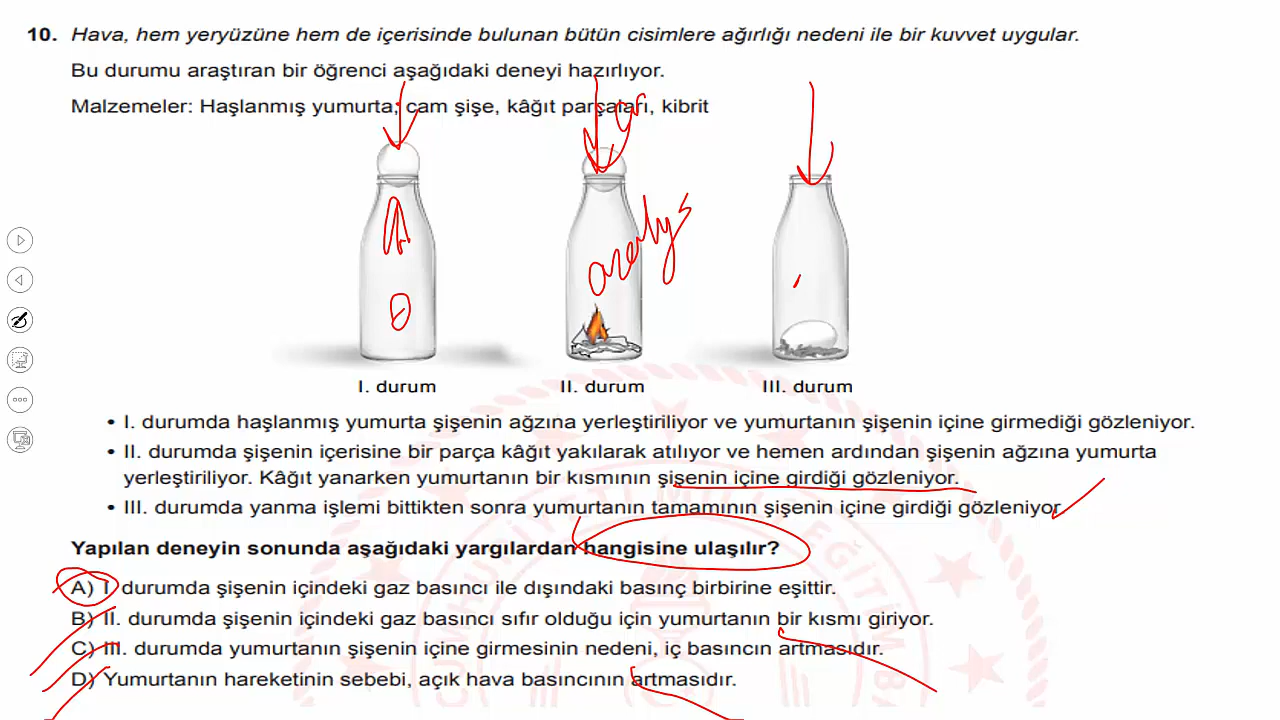 10. Hava, hem yeryüzüne hem de içerisinde bulunan bütün cisimlere ağırlığı nedeni ile bir kuvvet uygular.
Bu durumu araştıran bir öğrenci aşağıdaki deneyi hazırlıyor.
Malzemeler: Haşlanmış yumurta, cam şişe, kâğıt parçaları, kibrit
I. durum II. durum III. durum
• I. durumda haşlanmış yumurta şişenin ağzına yerleştiriliyor ve yumurtanın şişenin içine girmediği gözleniyor.
• II. durumda şişenin içerisine bir parça kâğıt yakılarak atılıyor ve hemen ardından şişenin ağzına yumurta
yerleştiriliyor. Kâğıt yanarken yumurtanın bir kısmının şişenin içine girdiği gözleniyor.
• III. durumda yanma işlemi bittikten sonra yumurtanın tamamının şişenin içine girdiği gözleniyor.
Yapılan deneyin sonunda aşağıdaki yargılardan hangisine ulaşılır?
A) I. durumda şişenin içindeki gaz basıncı ile dışındaki basınç birbirine eşittir.
B) II. durumda şişenin içindeki gaz basıncı sıfır olduğu için yumurtanın bir kısmı giriyor.
C) III. durumda yumurtanın şişenin içine girmesinin nedeni, iç basıncın artmasıdır.
D) Yumurtanın hareketinin sebebi, açık hava basıncının artmasıdır.